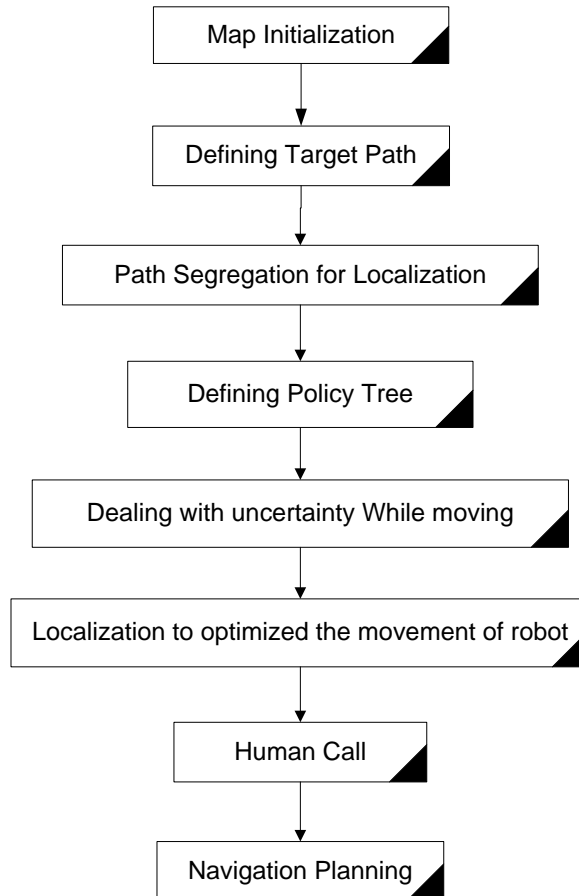 Map Initialization
Defining Target Path
Path Segregation for Localization
Defining Policy Tree
Dealing with uncertainty While moving
Localization to optimized the movement of robot
Human Call
Navigation Planning